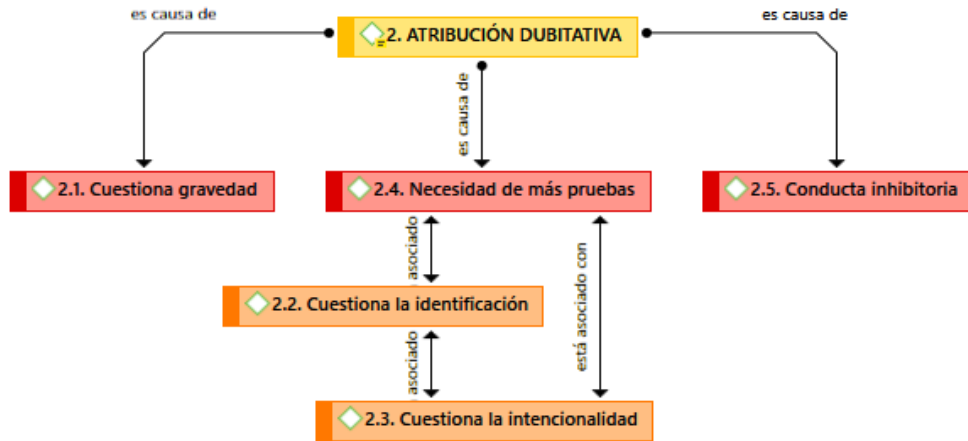 es causa de
es causa de
2. ATRIBUCIÓN DUBITATIVA
es causa de
2.1. Cuestiona gravedad
2.4. Necesidad de más pruebas
2.5. Conducta inhibitoria
asociado
está asociado con
2.2. Cuestiona la identificación
asociado
2.3. Cuestiona la intencionalidad